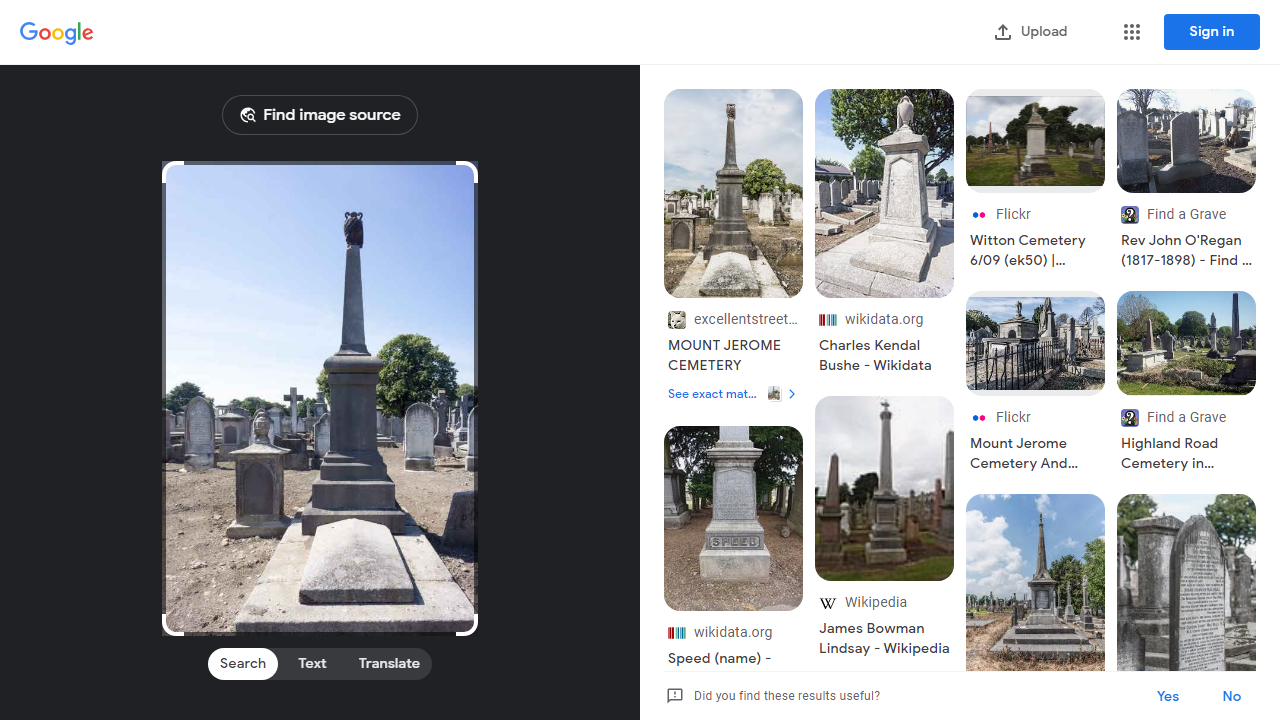 Google
Upload
Sign in
Find image source
Search
Text
Translate
excellentstreet...
MOUNT JEROME
CEMETERY
See exact mat...
SPEED
wikidata.org
Speed (name) -
wikidata.org
Charles Kendal
Bushe - Wikidata
W
Wikipedia
James Bowman
Lindsay - Wikipedia
Flickr
Witton Cemetery
6/09 (ek50) |...
Flickr
Mount Jerome
Cemetery And...
?
Find a Grave
Rev John O'Regan
(1817-1898) - Find ...
?
Find a Grave
Highland Road
Cemetery in...
Did you find these results useful?
Yes
No